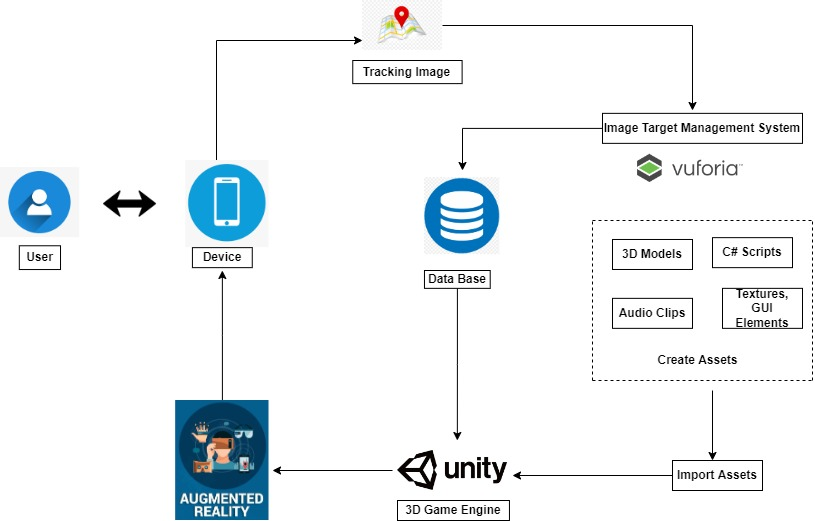 Tracking Image
Image Target Management System
vuforia™
User
Device
Data Base
3D Models
C# Scripts
Audio Clips
Textures,
GUI
Elements
Create Assets
AUGMENTED
REALITY
unity
3D Game Engine
Import Assets